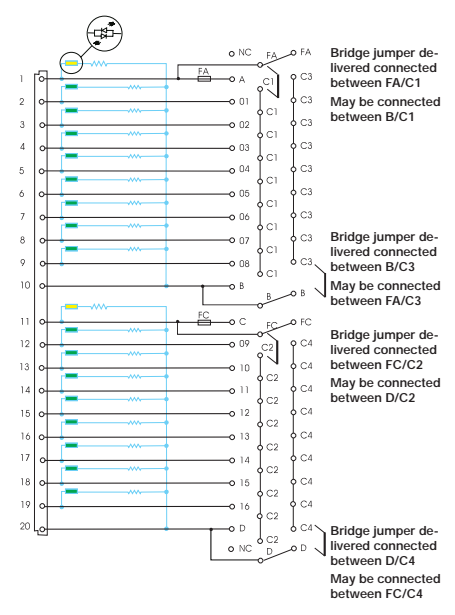 NC
FA
FA
Bridge jumper de-
livered connected
between FA/C1
May be connected
between B/C1
1
FA
A
C1
C3
2
01
C3
C1
3
02
C3
C1
4
03
C3
C1
5
04
C3
C1
6
05
C3
C1
7
06
C3
C1
8
07
C3
C1
9
08
C3
C1
Bridge jumper de-
livered connected
between B/C3
May be connected
between FA/C3
10
B
B
B
11
FC
C
FC
FC
Bridge jumper de-
livered connected
between FC/C2
May be connected
between D/C2
12
09
C2
C4
13
10
C4
C2
14
11
C4
C2
15
12
C4
C2
16
13
C4
C2
17
14
C4
C2
18
15
C4
C2
19
16
C4
C2
20
D
C4
C2
NC
D
D
Bridge jumper de-
livered connected
between D/C4
May be connected
between FC/C4